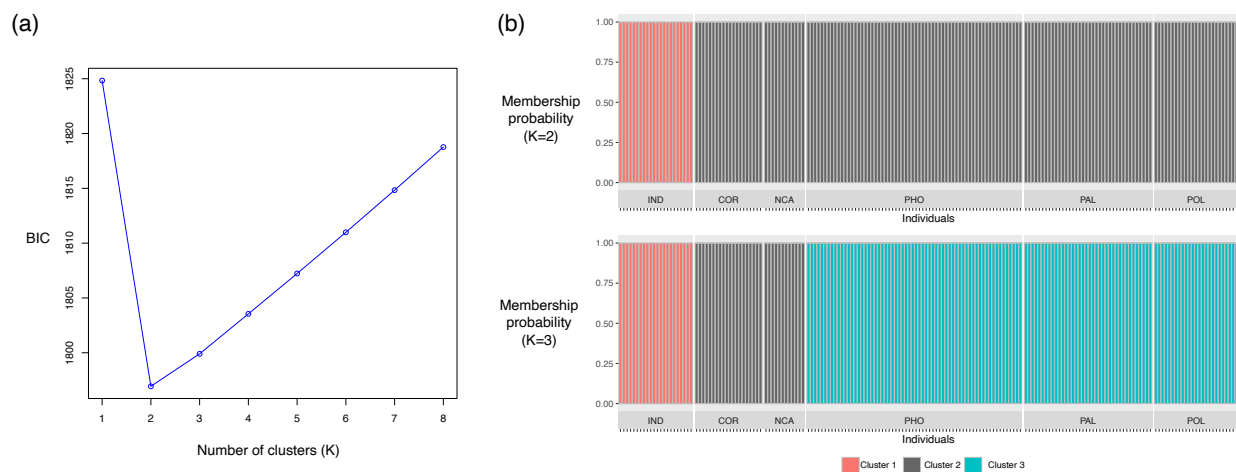 (a)
1825
1820
1815
1810
1805
1800
BIC
1 2 3 4 5 6 7 8
Number of clusters (K)
(b)
Membership
probability
(K=2)
1.00
0.75
0.50
0.25
0.00
IND COR NCA PHO PAL POL
Individuals
Membership
probability
(K=3)
1.00
0.75
0.50
0.25
0.00
IND COR NCA PHO PAL POL
Individuals
Cluster 1 Cluster 2 Cluster 3